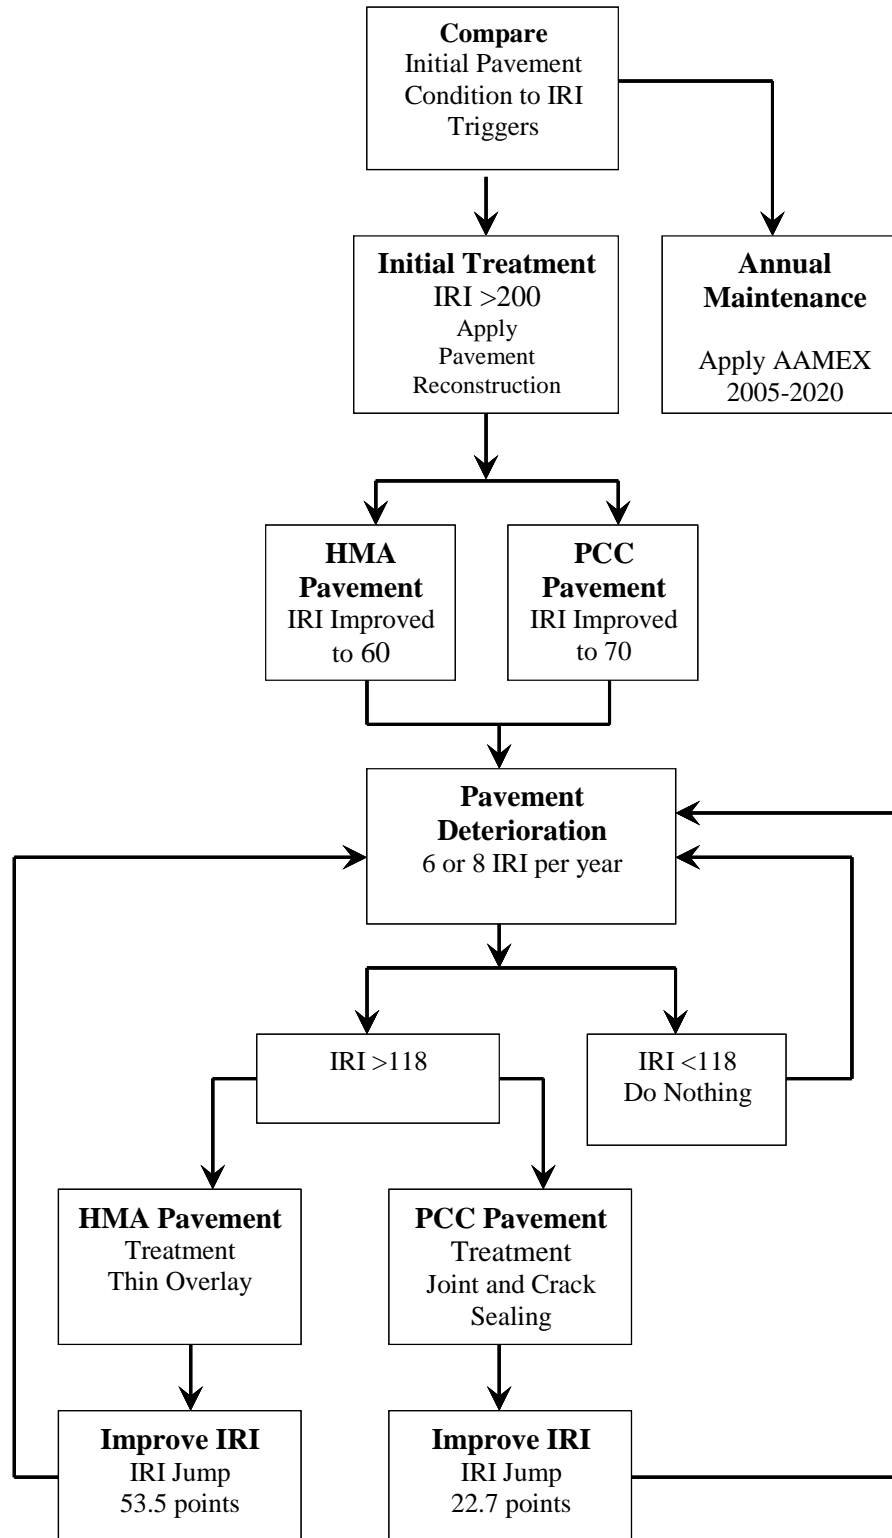 Compare
Initial Pavement
Condition to IRI
Triggers
Initial Treatment
IRI >200
Apply
Pavement
Reconstruction
Annual
Maintenance
Apply AAMEX
2005-2020
HMA
Pavement
IRI Improved
to 60
PCC
Pavement
IRI Improved
to 70
Pavement
Deterioration
6 or 8 IRI per year
IRI >118
IRI <118
Do Nothing
HMA Pavement
Treatment
Thin Overlay
PCC Pavement
Treatment
Joint and Crack
Sealing
Improve IRI
IRI Jump
53.5 points
Improve IRI
IRI Jump
22.7 points